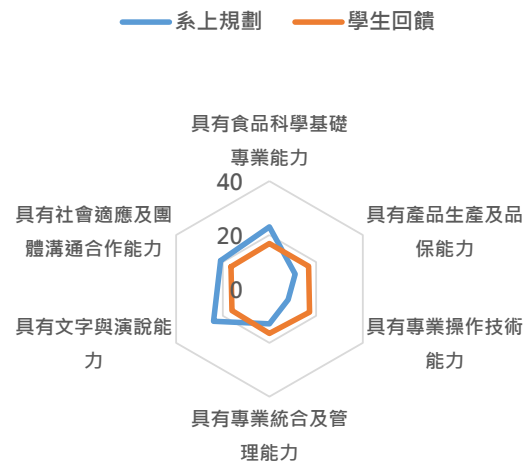 系上規劃 學生回饋
具有食品科學基礎
專業能力
40
20
0
具有產品生產及品
保能力
具有專業操作技術
能力
具有專業統合及管
理能力
具有文字與演說能
力
具有社會適應及團
體溝通合作能力